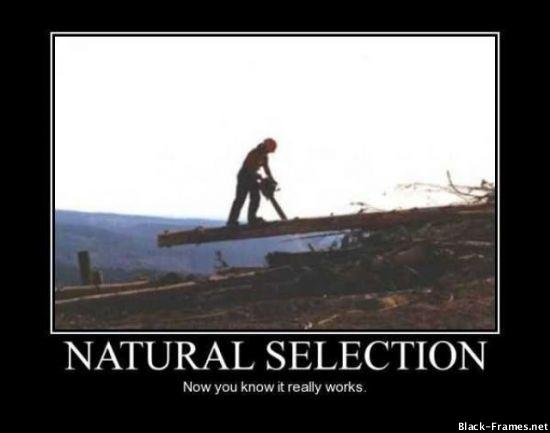 NATURAL SELECTION
Now you know it really works.
Black-Frames.net